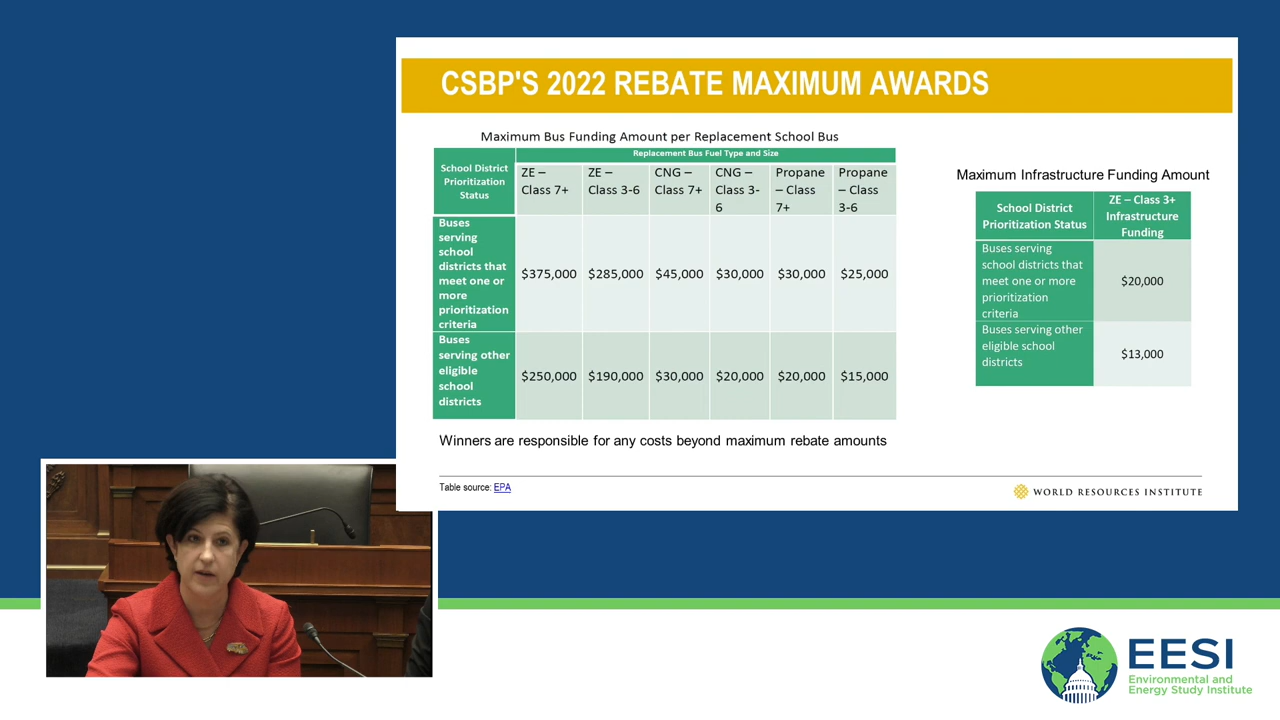 CSBP'S 2022 REBATE MAXIMUM AWARDS
Maximum Bus Funding Amount per Replacement School Bus
School District
Prioritization
Status
Replacement Bus Fuel Type and Size
ZE –
Class 7+
ZE –
Class 3-6
CNG –
Class 7+
CNG –
Class 3-
6
Propane
– Class
7+
Propane
– Class
3-6
Buses
serving
school
districts that
meet one or
more
prioritization
criteria
$375,000
$285,000
$45,000
$30,000
$30,000
$25,000
Buses
serving other
eligible
school
districts
$250,000
$190,000
$30,000
$20,000
$20,000
$15,000
Winners are responsible for any costs beyond maximum rebate amounts
Maximum Infrastructure Funding Amount
School District
Prioritization Status
ZE – Class 3+
Infrastructure
Funding
Buses serving
school districts that
meet one or more
prioritization
criteria
$20,000
Buses serving other
eligible school
districts
$13,000
Table source: EPA
WORLD RESOURCES INSTITUTE
EESI
Environmental and
Energy Study Institute